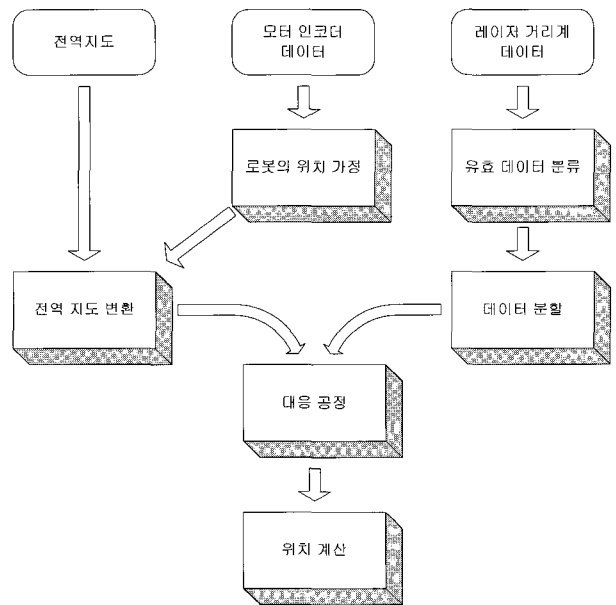 전역지도
모터 인코더
데이터
레이저 거리계
데이터
로봇의 위치 가정
유효 데이터 분류
전역 지도 변환
데이터 분할
대응 공정
위치 계산